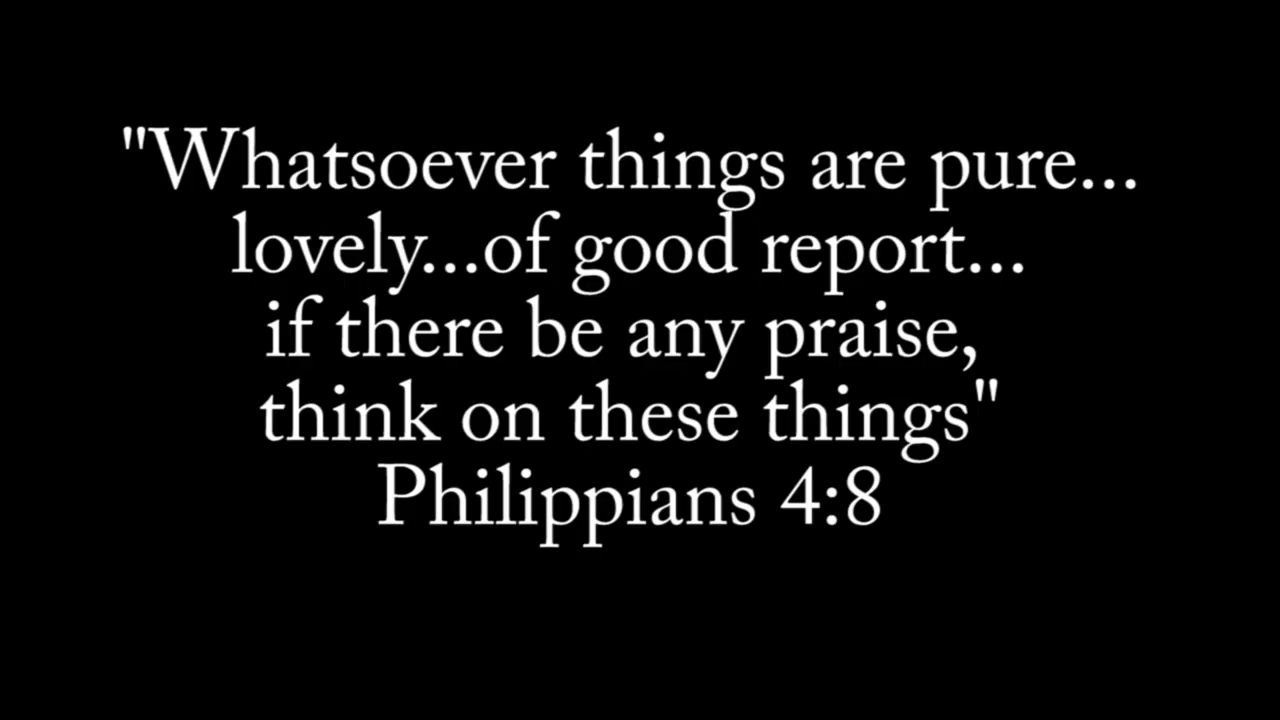 "Whatsoever things are pure...
lovely...of good report...
if there be any praise,
think on these things"
Philippians 4:8